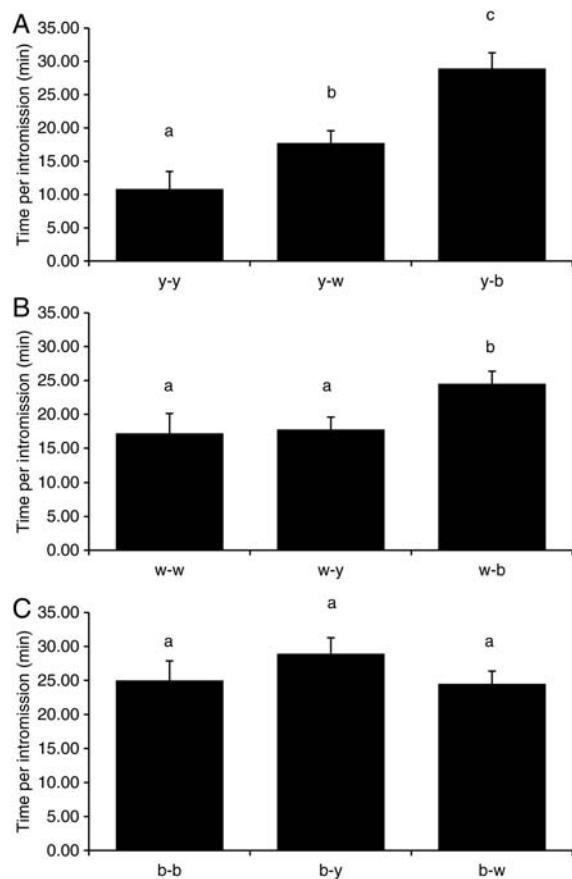 A
Time per intromission (min)
35.00
30.00
25.00
20.00
15.00
10.00
5.00
0.00
a
b
c
y-y
y-w
y-b
B
Time per intromission (min)
35.00
30.00
25.00
20.00
15.00
10.00
5.00
0.00
a
a
b
w-w
w-y
w-b
C
Time per intromission (min)
35.00
30.00
25.00
20.00
15.00
10.00
5.00
0.00
a
a
a
b-b
b-y
b-w